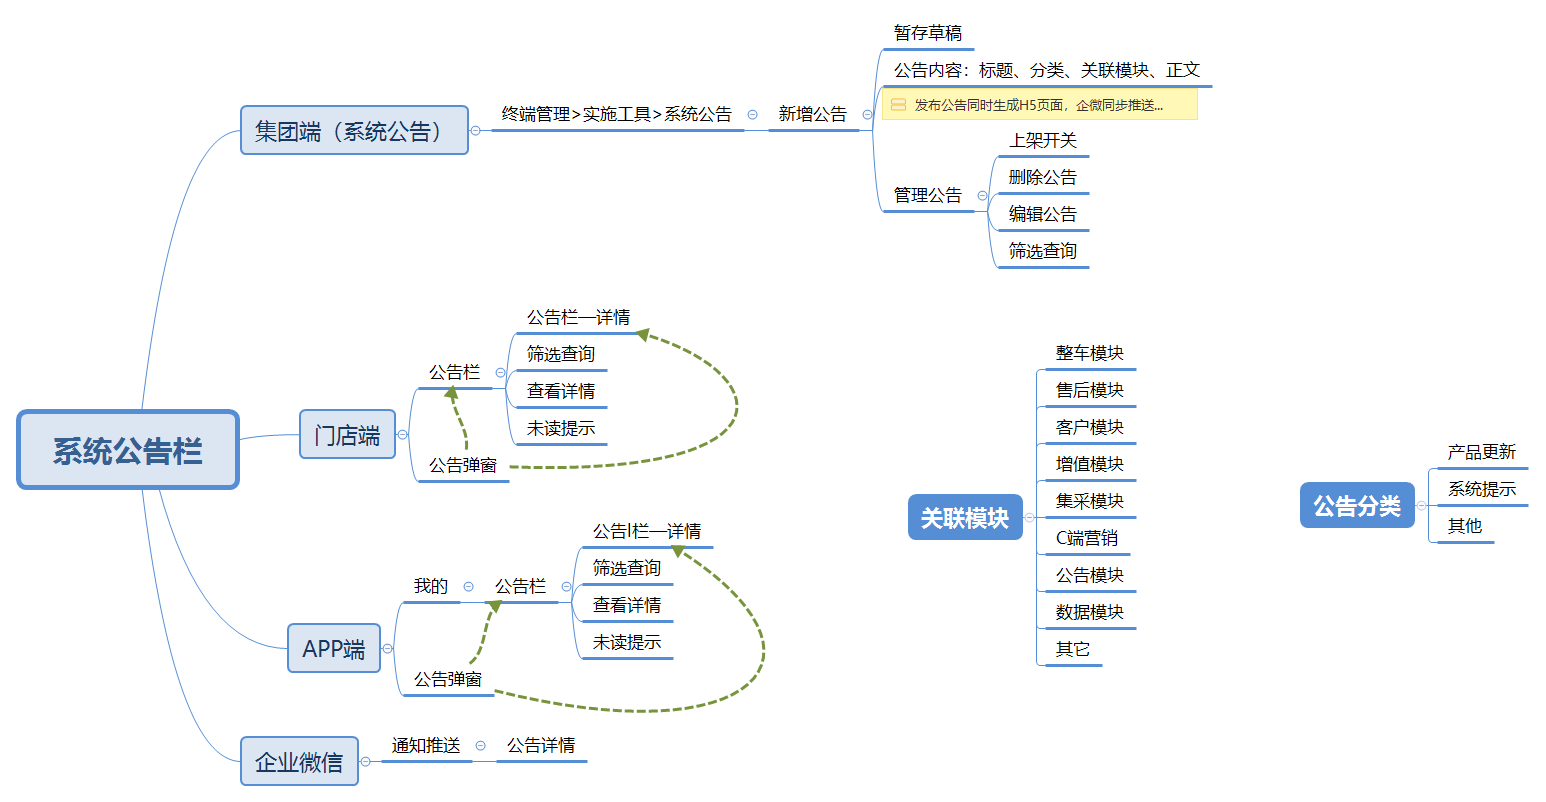 系统公告栏
集团端（系统公告）
终端管理>实施工具>系统公告
新增公告
暂存草稿
公告内容：标题、分类、关联模块、正文
发布公告同时生成H5页面，企微同步推送...
管理公告
上架开关
删除公告
编辑公告
筛选查询
门店端
公告栏
公告栏—详情
筛选查询
查看详情
未读提示
公告弹窗
APP端
我的
公告栏
公告l栏—详情
筛选查询
查看详情
未读提示
公告弹窗
企业微信
通知推送
公告详情
关联模块
整车模块
售后模块
客户模块
增值模块
集采模块
C端营销
公告模块
数据模块
其它
公告分类
产品更新
系统提示
其他